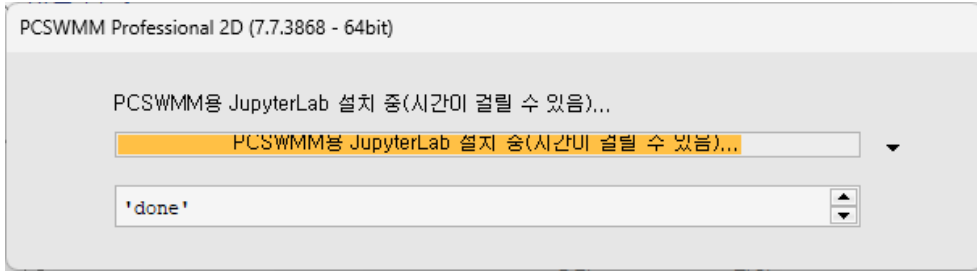 PCSWMM Professional 2D (7.7.3868 - 64bit)
PCSWMM용 JupyterLab 설치 중(시간이 걸릴 수 있음)...
PCSWMM용 JupyterLab 설치 중(시간이 걸릴 수 있음)...
'done'